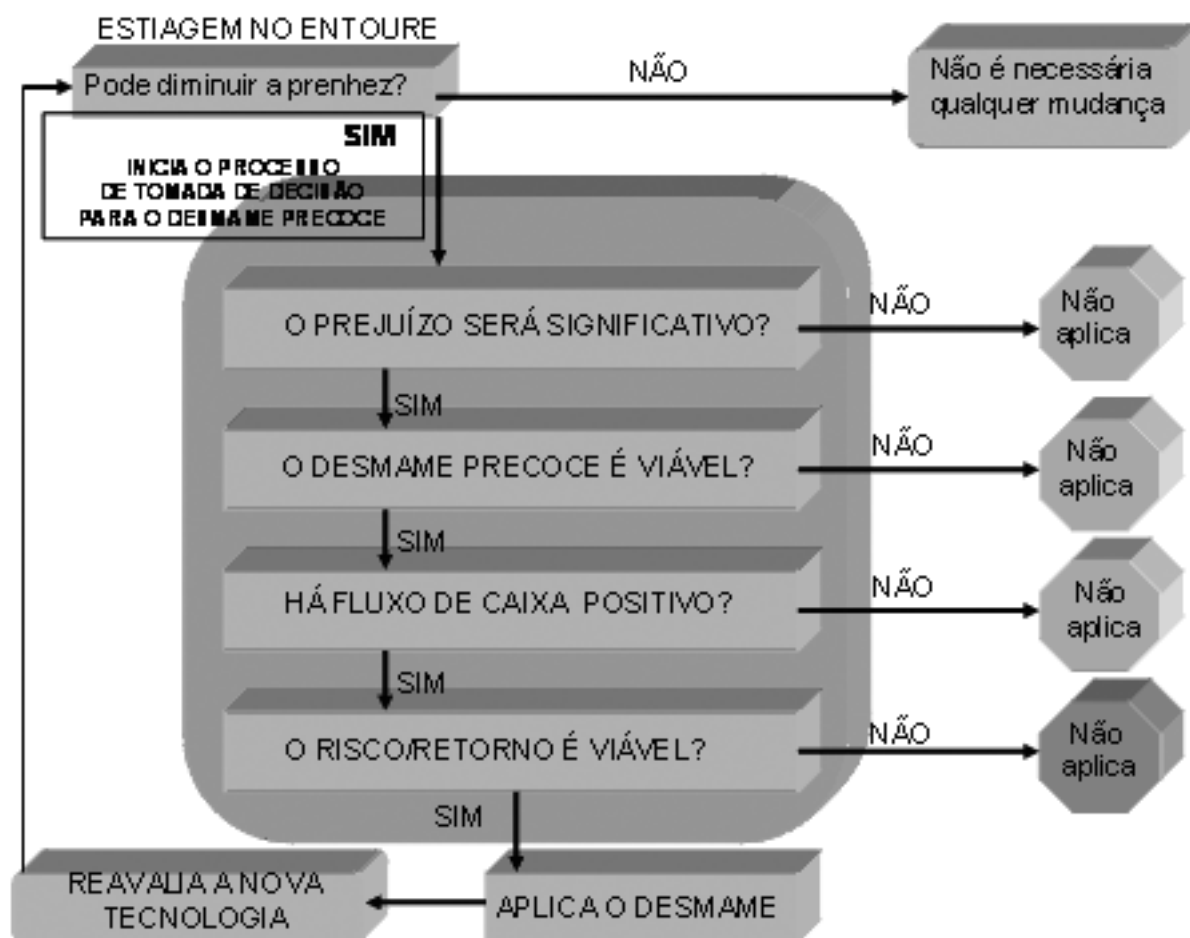 ESTIAGEM NO ENTOURE
Pode diminuir a prenhez?
NÃO
Não é necessária
qualquer mudança
SIM
INICIA O PROCESSO
DE TOMADA DE DECISÃO
PARA O DESMAME PRECOCE
O PREJUÍZO SERÁ SIGNIFICATIVO?
NÃO
Não
aplica
SIM
O DESMAME PRECOCE É VIÁVEL?
NÃO
Não
aplica
SIM
HÁ FLUXO DE CAIXA POSITIVO?
NÃO
Não
aplica
SIM
O RISCO/RETORNO É VIÁVEL?
NÃO
Não
aplica
SIM
REAVALIA A NOVA
TECNOLOGIA
APLICA O DESMAME